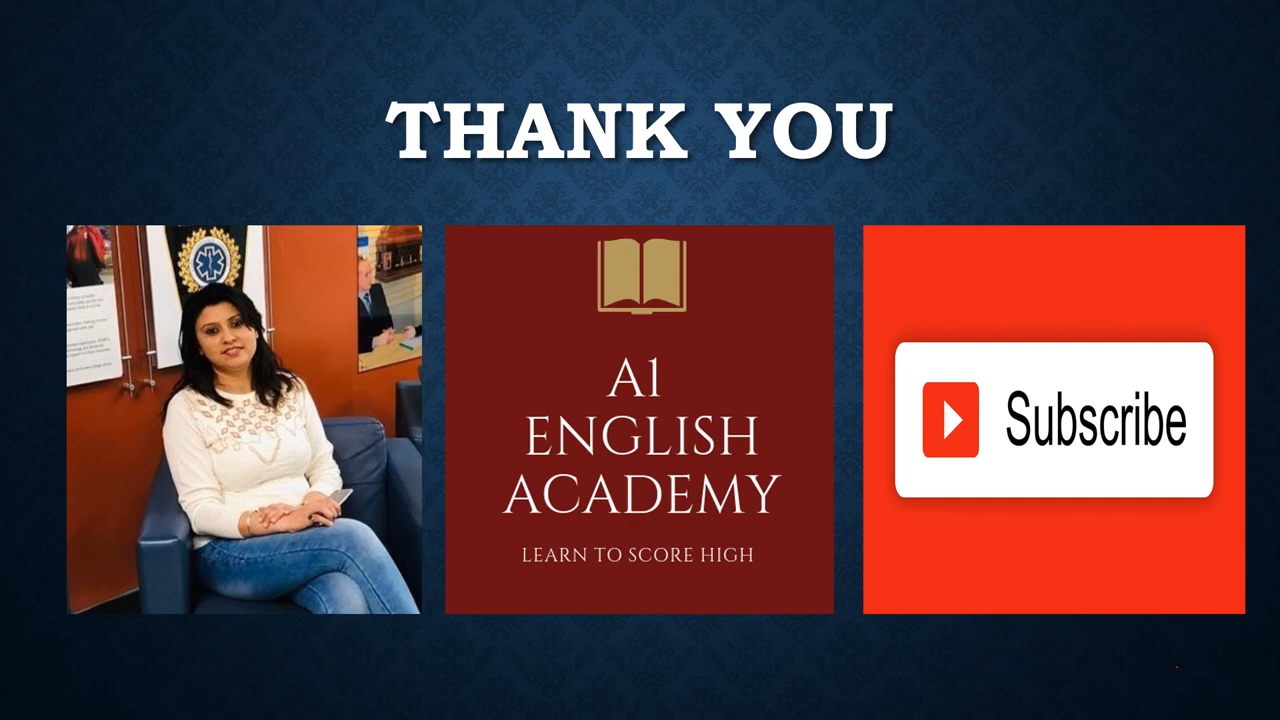 THANK YOU
A1
ENGLISH
ACADEMY
LEARN TO SCORE HIGH
Subscribe